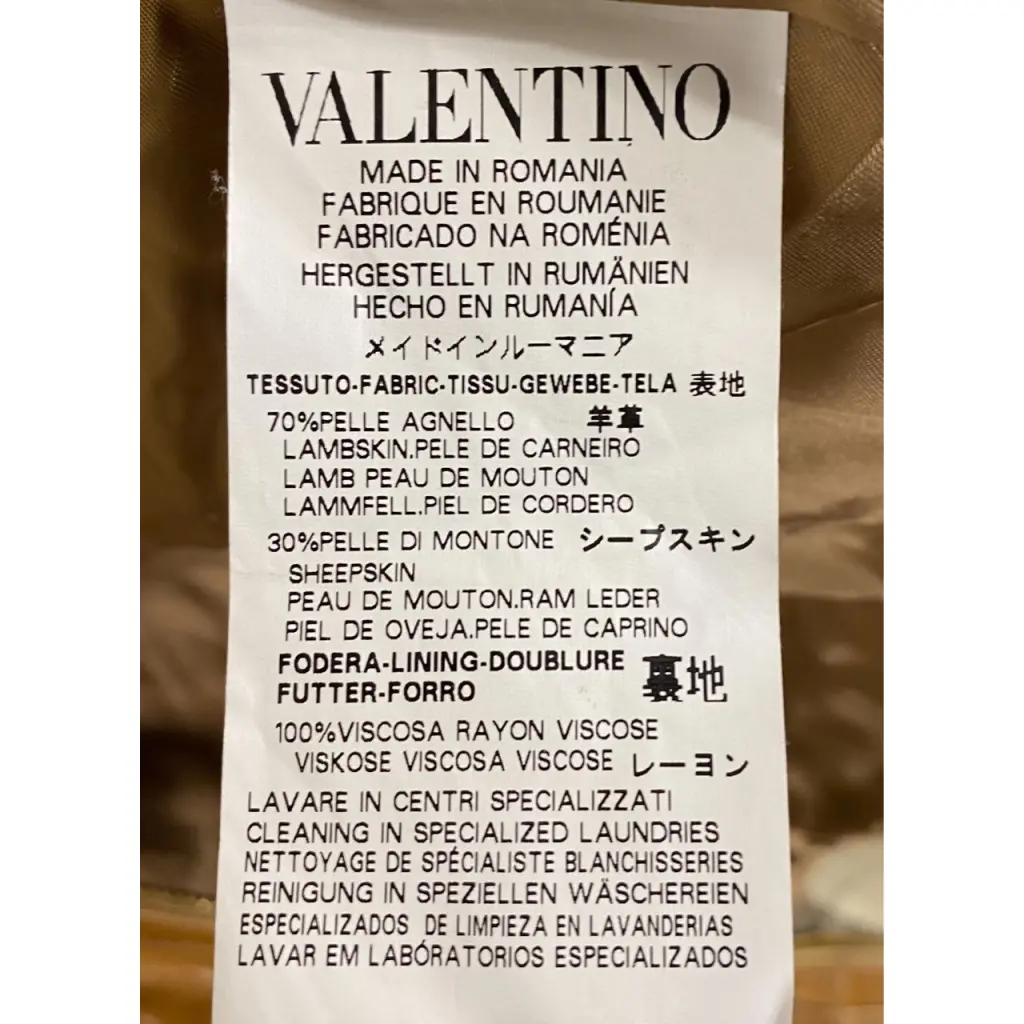 VALENTINO
MADE IN ROMANIA
FABRIQUE EN ROUMANIE
FABRICADO NA ROMÉNIA
HERGESTELLT IN RUMÄNIEN
HECHO EN RUMANÍA
メイドインルーマニア
TESSUTO-FABRIC-TISSU-GEWEBE-TELA 表地
70%PELLE AGNELLO 羊革
LAMBSKIN.PELE DE CARNEIRO
LAMB PEAU DE MOUTON
LAMMFELL.PIEL DE CORDERO
30%PELLE DI MONTONE シープスキン
SHEEPSKIN
PEAU DE MOUTON.RAM LEDER
PIEL DE OVEJA.PELE DE CAPRINO
FODERA-LINING-DOUBLURE 裏地
FUTTER-FORRO
100%VISCOSA RAYON VISCOSE
VISKOSE VISCOSA VISCOSE レーヨン
LAVARE IN CENTRI SPECIALIZZATI
CLEANING IN SPECIALIZED LAUNDRIES
NETTOYAGE DE SPÉCIALISTE BLANCHISSERIES
REINIGUNG IN SPEZIELLEN WÄSCHEREIEN
ESPECIALIZADOS DE LIMPIEZA EN LAVANDERIAS
LAVAR EM LABÓRATORIOS ESPECIALIZADOS